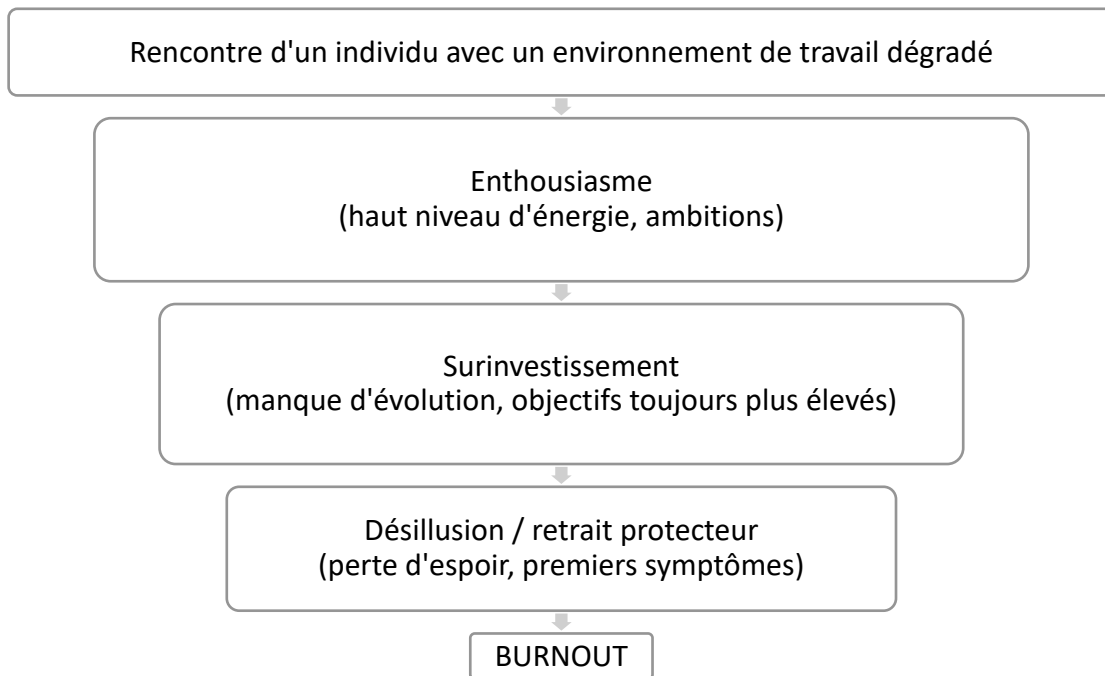 Rencontre d'un individu avec un environnement de travail dégradé
Enthousiasme
(haut niveau d'énergie, ambitions)
Surinvestissement
(manque d'évolution, objectifs toujours plus élevés)
Désillusion / retrait protecteur
(perte d'espoir, premiers symptômes)
BURNOUT